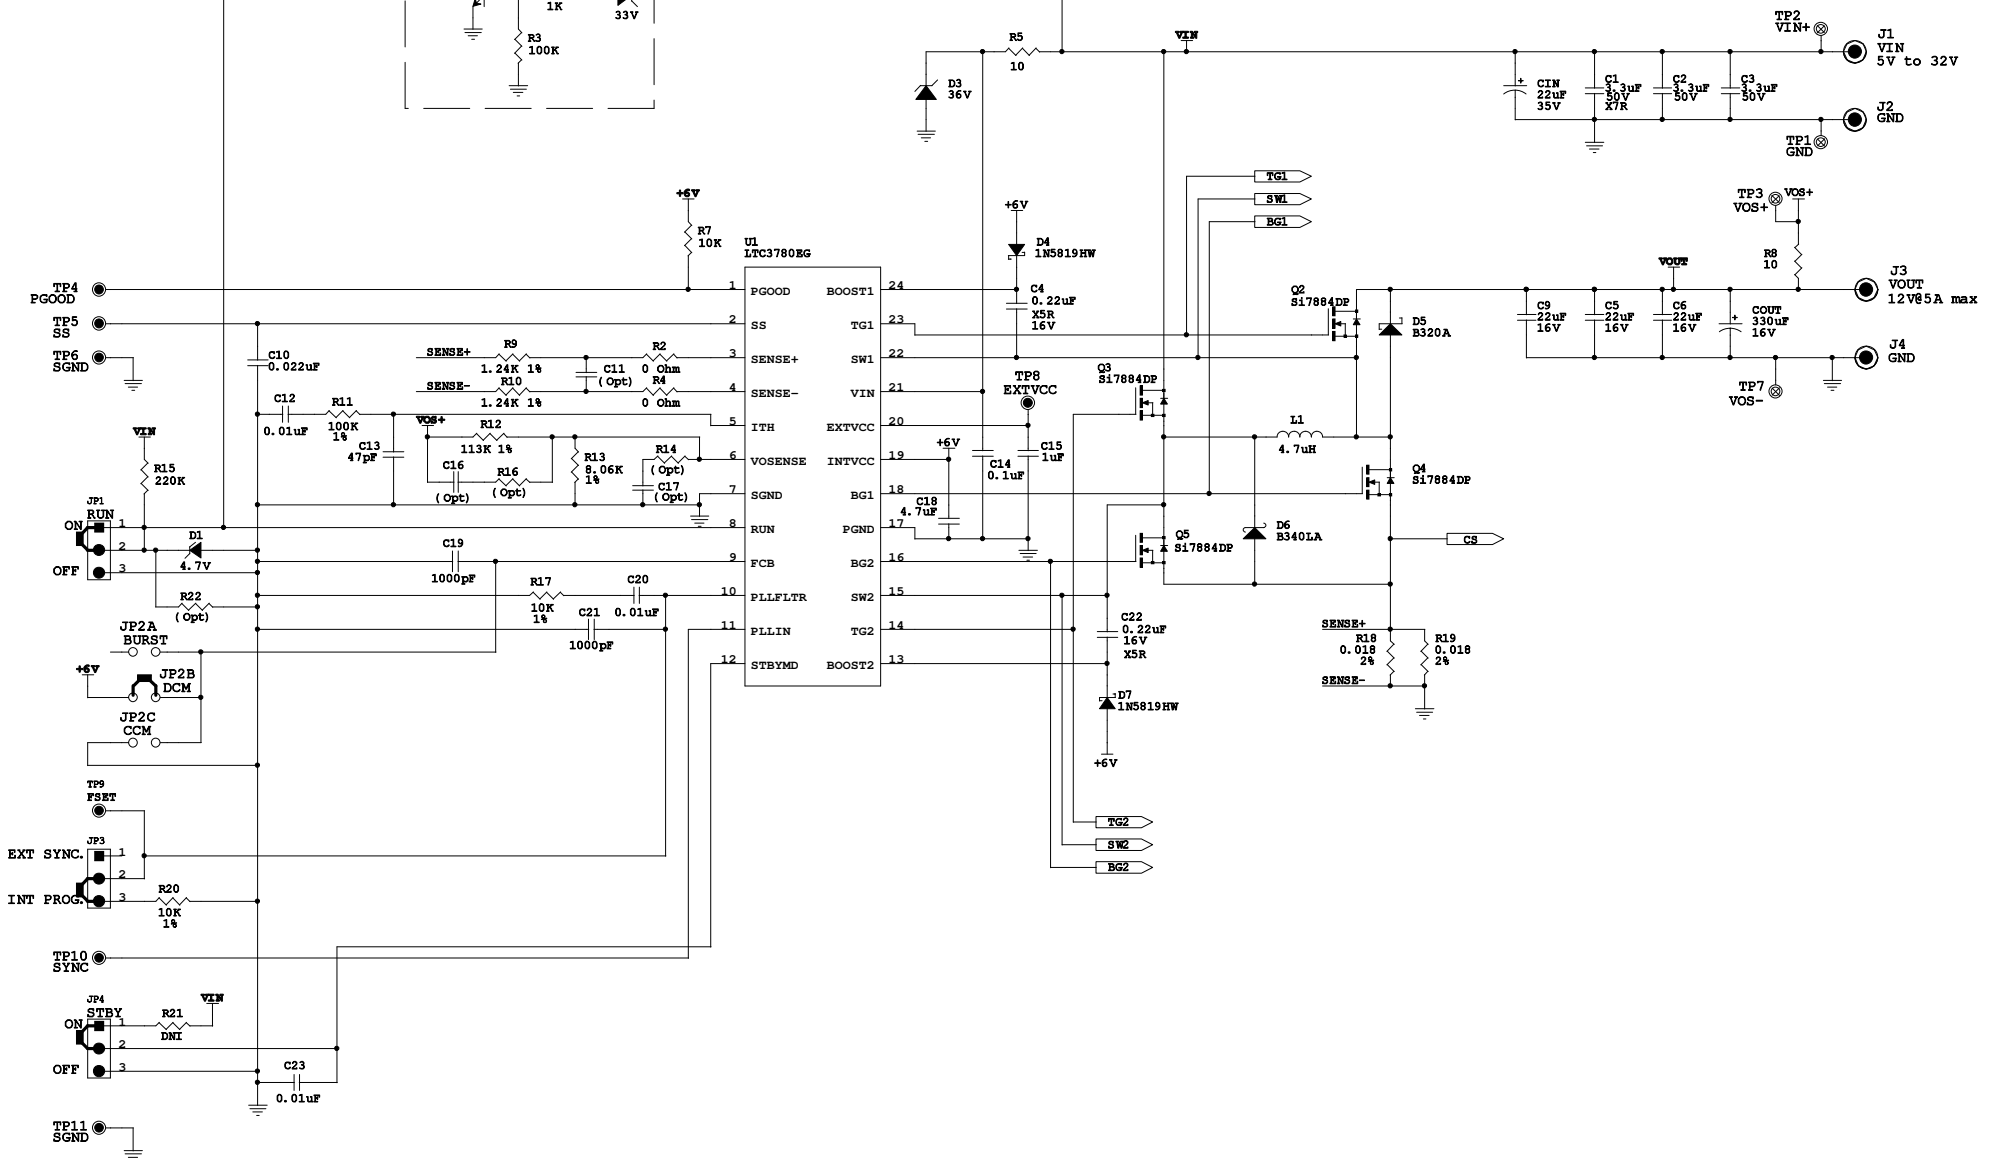 1K
33V
R3
100K
R5
10
VIN
D3
36V
TP2
VIN+
J1
VIN
5V to 32V
CIN
22uF
35V
+
C1
3.3uF
50V
X7R
C2
3.3uF
50V
C3
3.3uF
50V
J2
GND
TP1
GND
TG1
SW1
BG1
TP3
VOS+
VOS+
+6V
R7
10K
+6V
D4
1N5819HW
U1
LTC3780EG
R8
10
VOUT
J3
VOUT
12V@5A max
TP4
PGOOD
TP5
SS
TP6
SGND
1 PGOOD
2 SS
3 SENSE+
4 SENSE-
5 ITH
6 VOSENSE
7 SGND
8 RUN
9 FCB
10 PLLFLTR
11 PLLIN
12 STBYMD
BOOST1 24
TG1 23
SW1 22
VIN 21
EXTVCC 20
INTVCC 19
BG1 18
PGND 17
BG2 16
SW2 15
TG2 14
BOOST2 13
C4
0.22uF
X5R
16V
Q2
Si7884DP
D5
B320A
C9
22uF
16V
C5
22uF
16V
C6
22uF
16V
+
COUT
330uF
16V
J4
GND
TP7
VOS-
C10
0.022uF
SENSE+
R9
1.24K 1%
R2
0 Ohm
C11
(Opt)
SENSE-
R10
1.24K 1%
R4
0 Ohm
TP8
EXTVCC
Q3
Si7884DP
C12
0.01uF
R11
100K
1%
C13
47pF
VOS+
R12
113K 1%
C16
(Opt)
R16
(Opt)
R13
8.06K
1%
R14
(Opt)
C17
(Opt)
+6V
C14
0.1uF
C15
1uF
C18
4.7uF
L1
4.7uH
Q4
Si7884DP
VIN
R15
220K
JP1
RUN
ON
1
2
3
OFF
D1
4.7V
R22
(Opt)
C19
1000pF
R17
10K
1%
C20
0.01uF
C21
1000pF
Q5
Si7884DP
D6
B340LA
CS
C22
0.22uF
16V
X5R
D7
1N5819HW
+6V
SENSE+
R18
0.018
2%
R19
0.018
2%
SENSE-
JP2A
BURST
+6V
JP2B
DCM
JP2C
CCM
TP9
FSET
JP3
EXT SYNC.
1
2
3
INT PROG.
R20
10K
1%
TG2
SW2
BG2
TP10
SYNC
JP4
STBY
ON
1
2
3
OFF
R21
DNI
VIN
C23
0.01uF
TP11
SGND